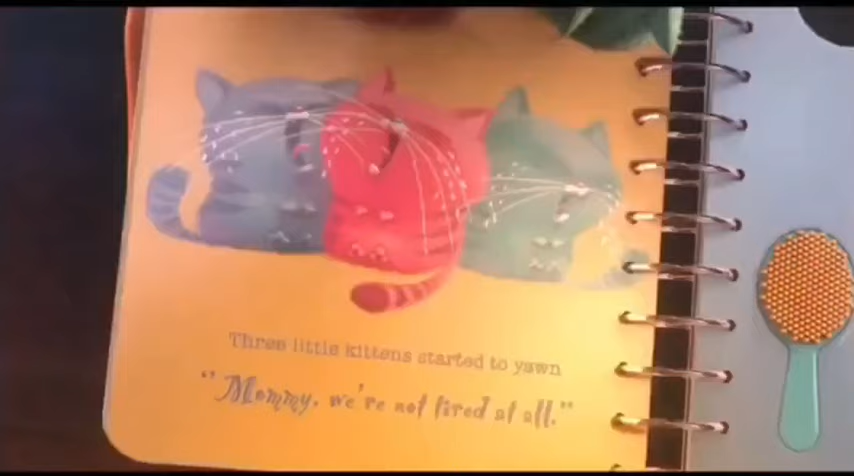 Three little kittens started to yawn
"Mommy, we're not tired at all."